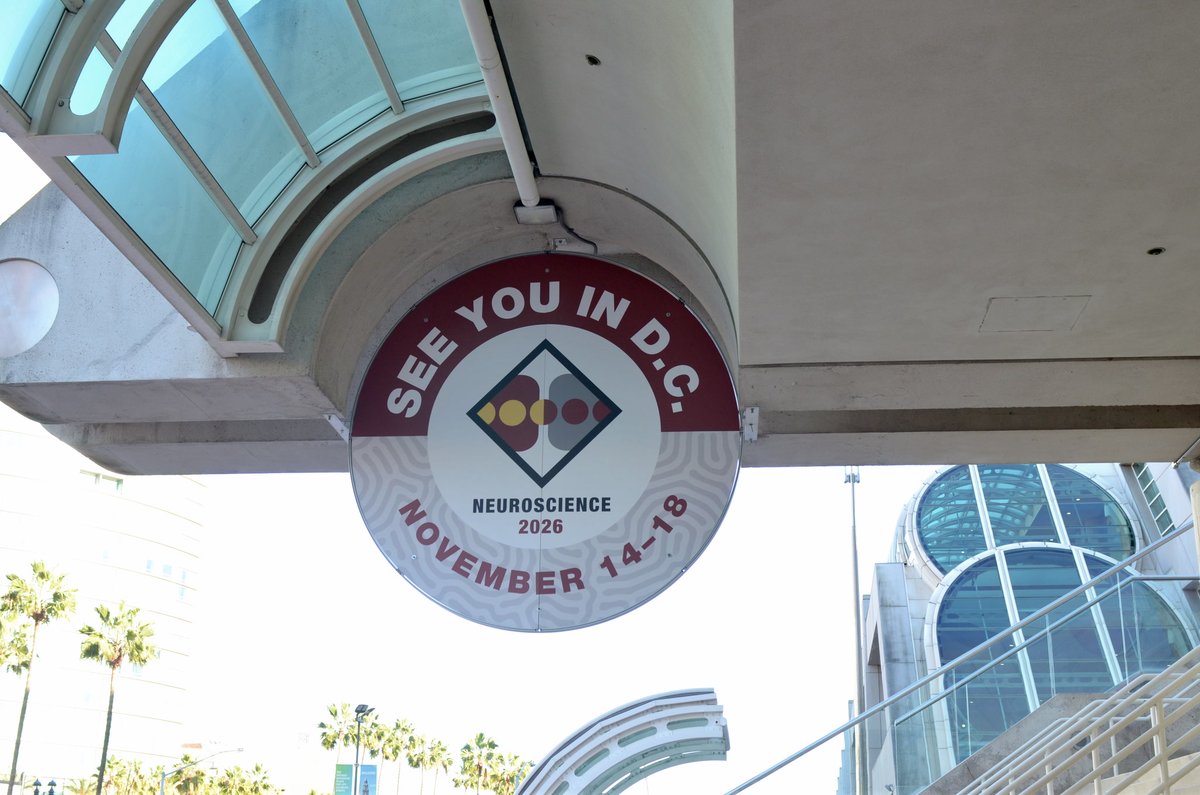 SEE YOU IN D.C.
NEUROSCIENCE
2026
NOVEMBER 14–18